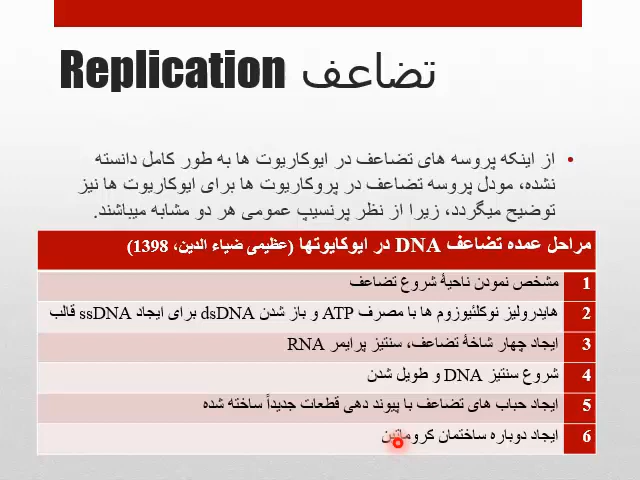 تضاعف Replication
• از اینکه پروسه های تضاعف در ایوکاریوت ها به طور کامل دانسته
نشده، مودل پروسه تضاعف در پروکاریوت ها برای ایوکاریوت ها نیز
توضیح میگردد، زیرا از نظر پرنسیپ عمومی هر دو مشابه میباشند.
مراحل عمده تضاعف DNA در ایوکایوتها (عظیمی ضیاء الدین، 1398)
1 مشخص نمودن ناحیۀ شروع تضاعف
2 هایدرولیز نوکلئیوزوم ها با مصرف ATP و باز شدن dsDNA برای ایجاد ssDNA قالب
3 ایجاد چهار شاخۀ تضاعف، سنتیز پرایمر RNA
4 شروع سنتیز DNA و طویل شدن
5 ایجاد حباب های تضاعف با پیوند دهی قطعات جدیداً ساخته شده
6 ایجاد دوباره ساختمان کروماتین